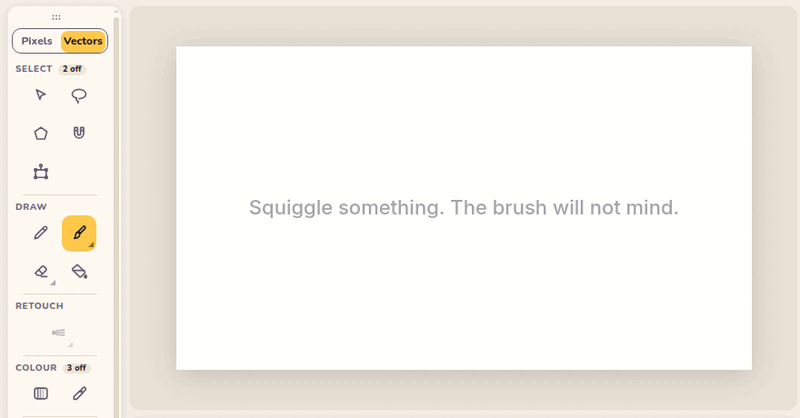 Pixels Vectors
SELECT 2 off
DRAW
RETOUCH
COLOUR 3 off
Squiggle something. The brush will not mind.